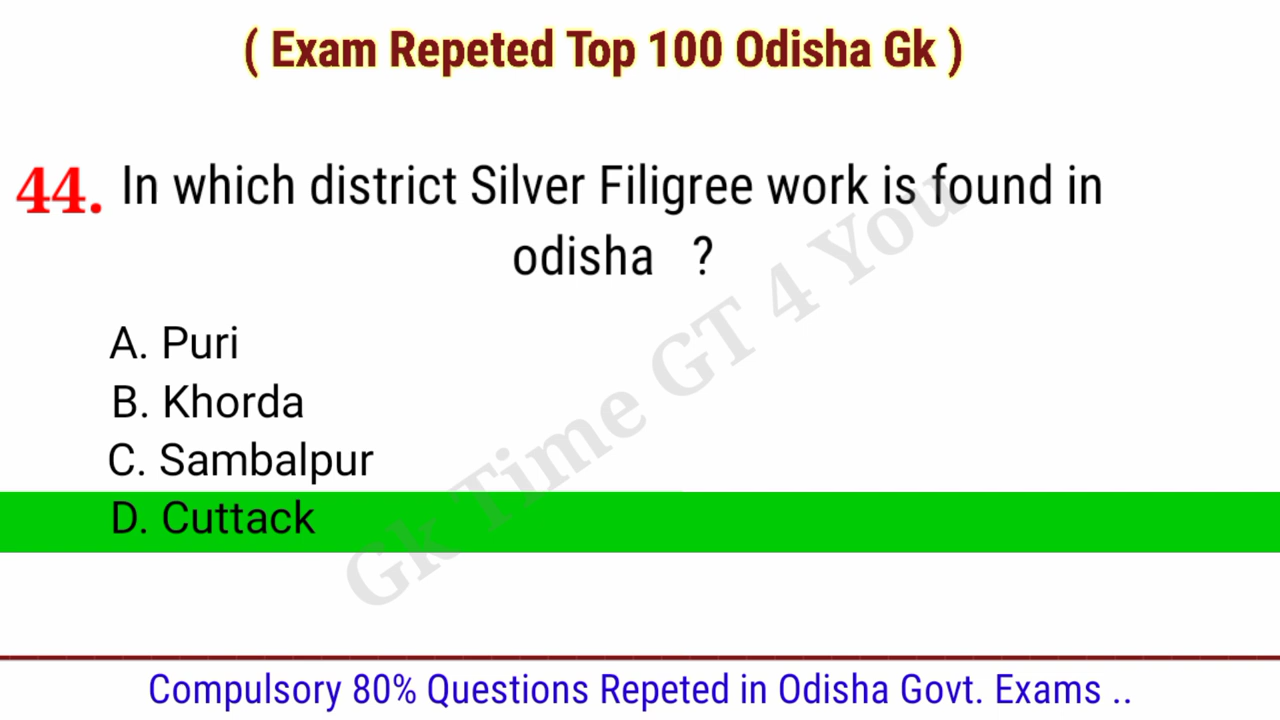 ( Exam Repeted Top 100 Odisha Gk )
44. In which district Silver Filigree work is found in
odisha ?
A. Puri
B. Khorda
C. Sambalpur
D. Cuttack
Gk Time GT 4 You
Compulsory 80% Questions Repeted in Odisha Govt. Exams ..